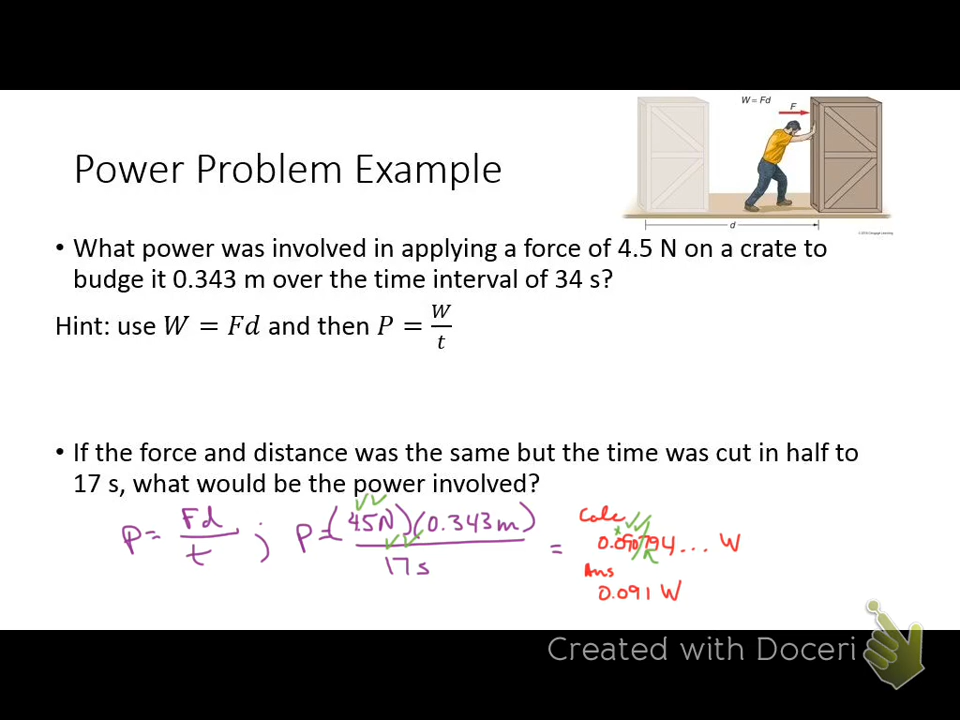 W = Fd
F
Power Problem Example
d
• What power was involved in applying a force of 4.5 N on a crate to
budge it 0.343 m over the time interval of 34 s?
Hint: use W = Fd and then P = W/t
• If the force and distance was the same but the time was cut in half to
17 s, what would be the power involved?
P = Fd/t ; P = (4.5N)(0.343m)/17s =
Calc
0.090794... W
Ans
0.091 W
Created with Doceri